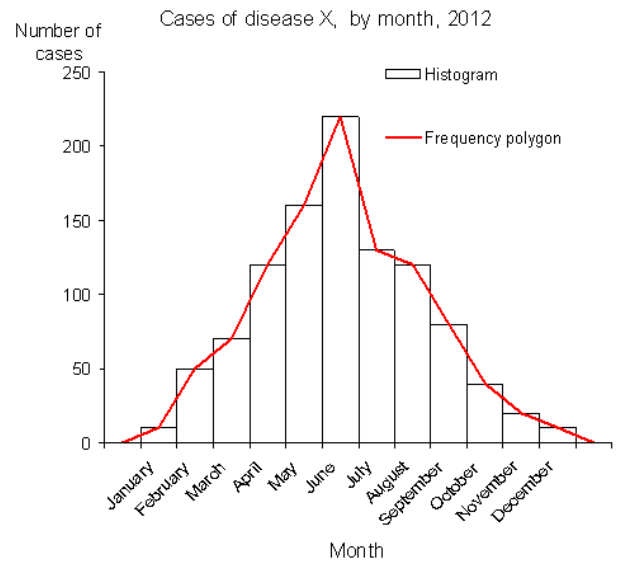 Cases of disease X, by month, 2012
Number of
cases
250
200
150
100
50
0
Histogram
Frequency polygon
January
February
March
April
May
June
July
August
September
October
November
December
Month